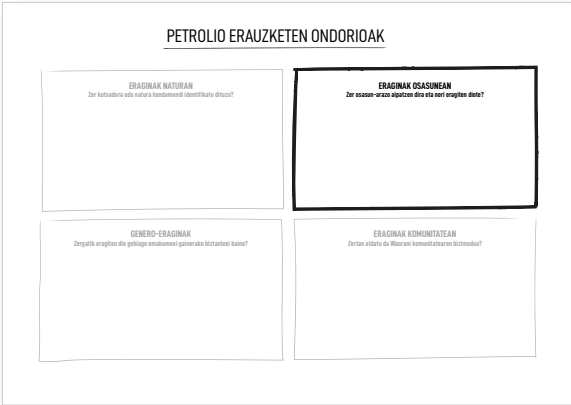 PETROLIO ERAUZKETEN ONDORIOAK
ERAGINAK NATURAN
Zer kutsadura edo natura hondamendi identifikatu dituzu?
ERAGINAK OSASUNEAN
Zer osasun-arazo aipatzen dira eta nori eragiten diote?
GENERO-ERAGINAK
Zergatik eragiten die gehiago emakumeei gainerako biztanleei baino?
ERAGINAK KOMUNITATEAN
Zertan aldatu da Waorani komunitatearen bizimodua?